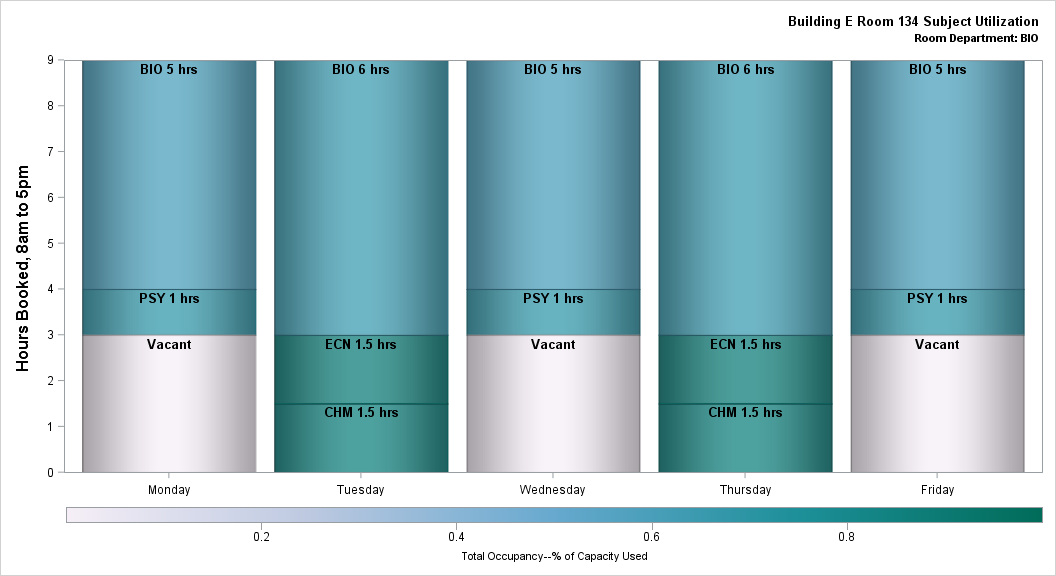 Building E Room 134 Subject Utilization
Room Department: BIO
Hours Booked, 8am to 5pm
9
8
7
6
5
4
3
2
1
0
BIO 5 hrs BIO 6 hrs BIO 5 hrs BIO 6 hrs BIO 5 hrs
PSY 1 hrs PSY 1 hrs PSY 1 hrs
Vacant ECN 1.5 hrs Vacant ECN 1.5 hrs Vacant
CHM 1.5 hrs CHM 1.5 hrs
Monday Tuesday Wednesday Thursday Friday
0.2 0.4 0.6 0.8
Total Occupancy--% of Capacity Used